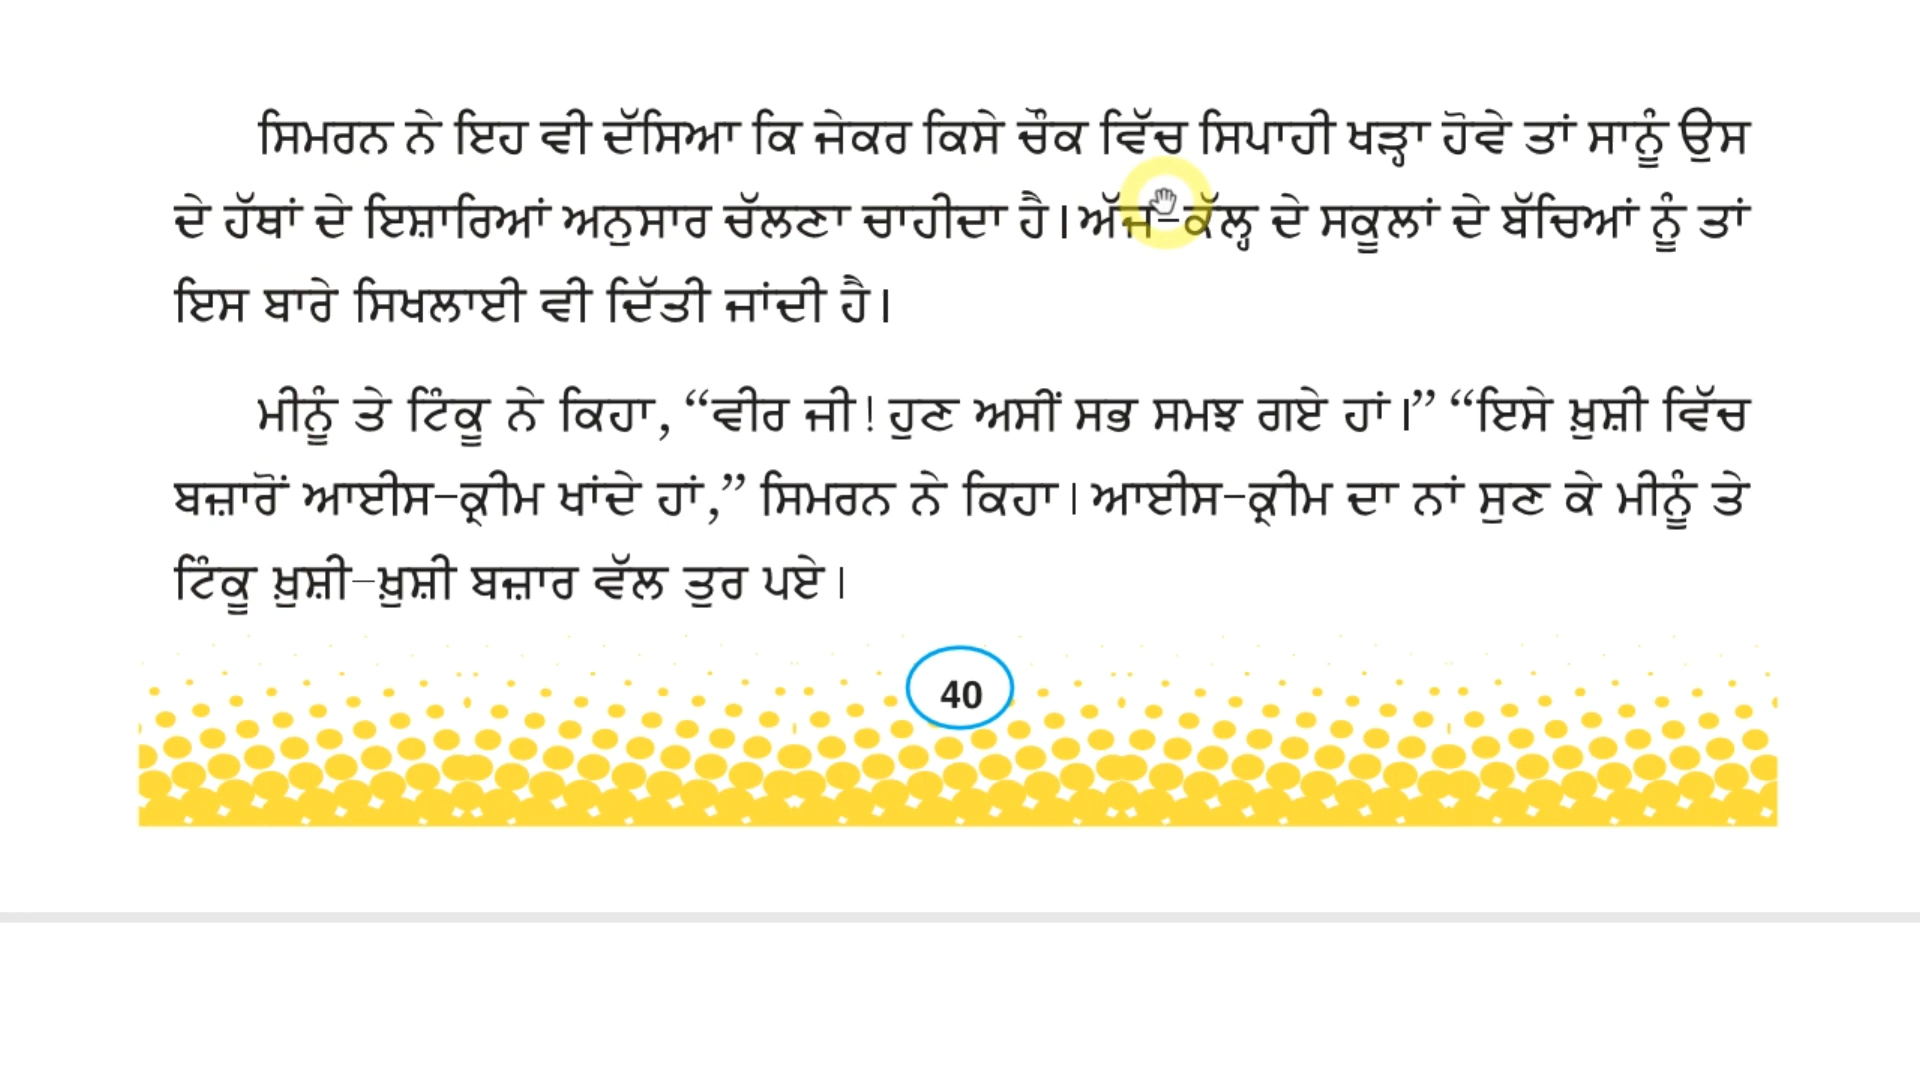 ਸਿਮਰਨ ਨੇ ਇਹ ਵੀ ਦੱਸਿਆ ਕਿ ਜੇਕਰ ਕਿਸੇ ਚੌਕ ਵਿੱਚ ਸਿਪਾਹੀ ਖੜ੍ਹਾ ਹੋਵੇ ਤਾਂ ਸਾਨੂੰ ਉਸ
ਦੇ ਹੱਥਾਂ ਦੇ ਇਸ਼ਾਰਿਆਂ ਅਨੁਸਾਰ ਚੱਲਣਾ ਚਾਹੀਦਾ ਹੈ। ਅੱਜ-ਕੱਲ੍ਹ ਦੇ ਸਕੂਲਾਂ ਦੇ ਬੱਚਿਆਂ ਨੂੰ ਤਾਂ
ਇਸ ਬਾਰੇ ਸਿਖਲਾਈ ਵੀ ਦਿੱਤੀ ਜਾਂਦੀ ਹੈ।
ਮੀਨੂੰ ਤੇ ਟਿੰਕੂ ਨੇ ਕਿਹਾ, “ਵੀਰ ਜੀ! ਹੁਣ ਅਸੀਂ ਸਭ ਸਮਝ ਗਏ ਹਾਂ।” “ਇਸੇ ਖ਼ੁਸ਼ੀ ਵਿੱਚ
ਬਜ਼ਾਰੋਂ ਆਈਸ-ਕ੍ਰੀਮ ਖਾਂਦੇ ਹਾਂ,” ਸਿਮਰਨ ਨੇ ਕਿਹਾ। ਆਈਸ-ਕ੍ਰੀਮ ਦਾ ਨਾਂ ਸੁਣ ਕੇ ਮੀਨੂੰ ਤੇ
ਟਿੰਕੂ ਖ਼ੁਸ਼ੀ-ਖ਼ੁਸ਼ੀ ਬਜ਼ਾਰ ਵੱਲ ਤੁਰ ਪਏ।
40